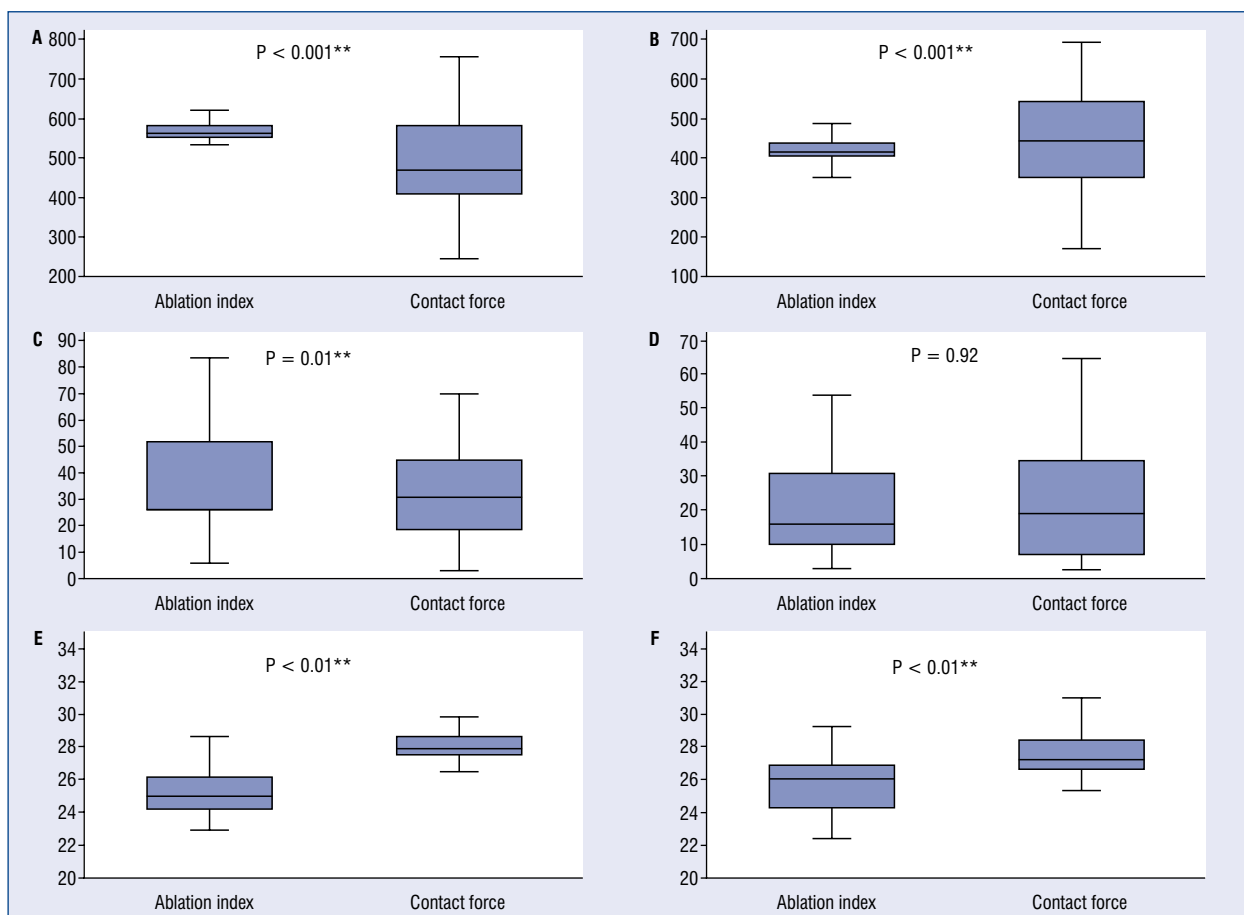 A
P < 0.001**
800
700
600
500
400
300
200
Ablation index Contact force
B
P < 0.001**
700
600
500
400
300
200
100
Ablation index Contact force
C
P = 0.01**
90
80
70
60
50
40
30
20
10
0
Ablation index Contact force
D
P = 0.92
70
60
50
40
30
20
10
0
Ablation index Contact force
E
P < 0.01**
34
32
30
28
26
24
22
20
Ablation index Contact force
F
P < 0.01**
34
32
30
28
26
24
22
20
Ablation index Contact force